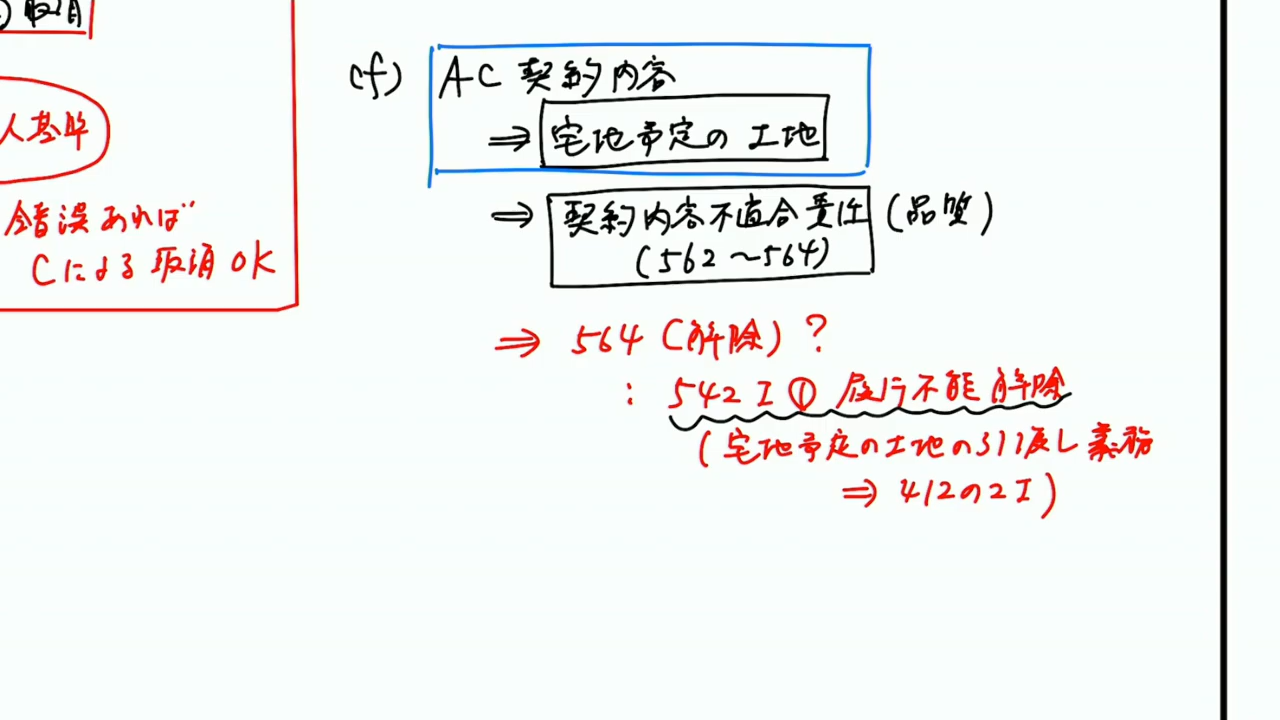 取消
人基準
錯誤あれば
Cによる取消OK
cf) A-C 契約内容
⇒ 宅地予定の土地
⇒ 契約内容不適合責任 (品質)
(562〜564)
⇒ 564 (解除) ?
: 542 I ① 履行不能解除
(宅地予定の土地の引渡し義務
⇒ 412の2 I)